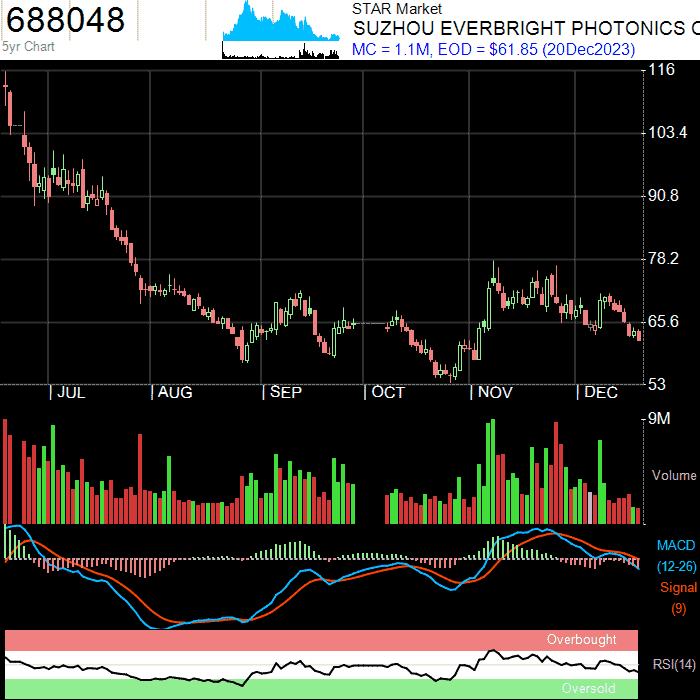 688048
5yr Chart
STAR Market
SUZHOU EVERBRIGHT PHOTONICS C
MC = 1.1M, EOD = $61.85 (20Dec2023)
116
103.4
90.8
78.2
65.6
53
| JUL | AUG | SEP | OCT | NOV | DEC
9M
Volume
MACD
(12-26)
Signal
(9)
Overbought
RSI(14)
Oversold